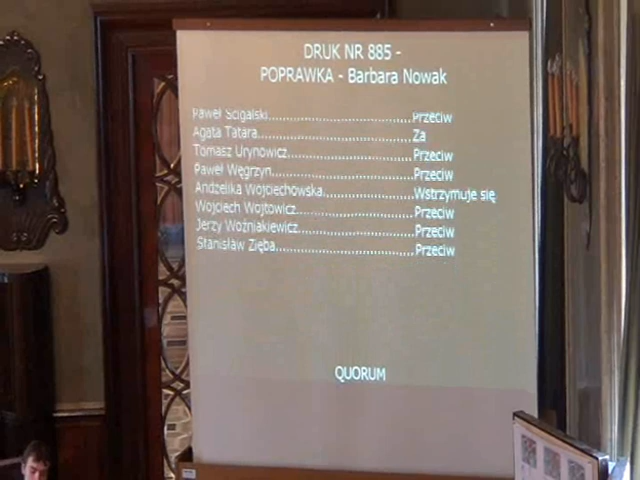 DRUK NR 885 -
POPRAWKA - Barbara Nowak
Paweł Ścigalski..........................................Przeciw
Agata Tatara..............................................Za
Tomasz Urynowicz....................................Przeciw
Paweł Węgrzyn.........................................Przeciw
Andżelika Wojciechowska..........................Wstrzymuje się
Wojciech Wojtowicz..................................Przeciw
Jerzy Woźniakiewicz.................................Przeciw
Stanisław Zięba........................................Przeciw
QUORUM